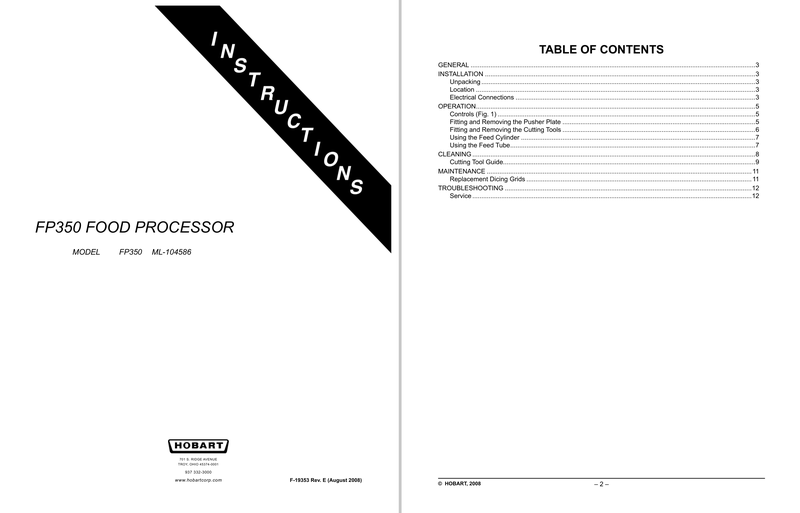 INSTRUCTIONS
FP350 FOOD PROCESSOR
MODEL FP350 ML-104586
HOBART
701 S. RIDGE AVENUE
TROY, OHIO 45374-0001
937 332-3000
www.hobartcorp.com
F-19353 Rev. E (August 2008)
TABLE OF CONTENTS
GENERAL ... 3
INSTALLATION ... 3
Unpacking ... 3
Location ... 3
Electrical Connections ... 3
OPERATION ... 5
Controls (Fig. 1) ... 5
Fitting and Removing the Pusher Plate ... 5
Fitting and Removing the Cutting Tools ... 6
Using the Feed Cylinder ... 7
Using the Feed Tube ... 7
CLEANING ... 8
Cutting Tool Guide ... 9
MAINTENANCE ... 11
Replacement Dicing Grids ... 11
TROUBLESHOOTING ... 12
Service ... 12
© HOBART, 2008
– 2 –